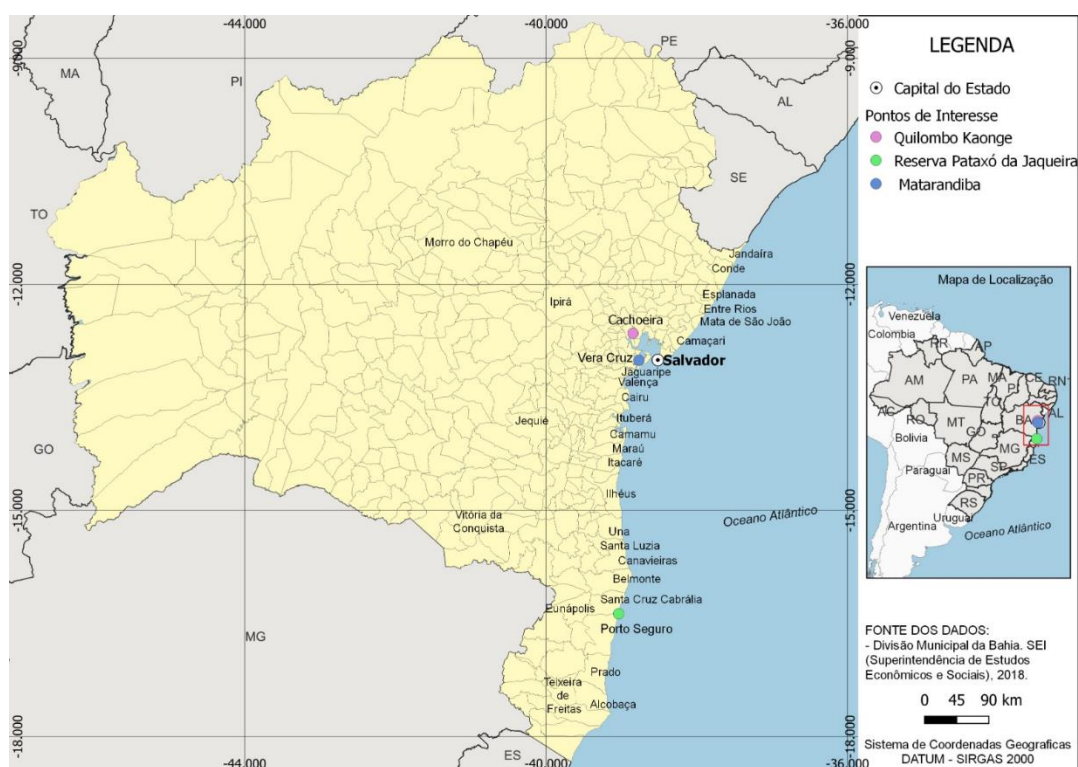 -44.000
-40.000
-36.000
-9.000
-9.000
MA
PI
PE
AL
SE
TO
Morro do Chapéu
Jandaíra
Conde
-12.000
-12.000
Esplanada
Ipirá
Entre Rios
Cachoeira
Mata de São João
Camaçari
Vera Cruz
Salvador
Jaguaripe
Valença
Cairu
Jequié
Ituberá
Camamu
GO
Maraú
Itacaré
Ilhéus
-15.000
-15.000
Vitória da
Conquista
Una
Oceano Atlântico
Santa Luzia
Canavieiras
Belmonte
Santa Cruz Cabrália
Eunápolis
Porto Seguro
MG
Prado
Teixeira
de
Freitas
Alcobaça
-18.000
-18.000
ES
-44.000
-40.000
-36.000
LEGENDA
Capital do Estado
Pontos de Interesse
Quilombo Kaonge
Reserva Pataxó da Jaqueira
Matarandiba
Mapa de Localização
Venezuela
Colombia
RR
AP
AM
PA
MA
CE
RN
PI
TO
AC
RO
MT
BA
AL
GO
Bolivia
MG
MS
ES
SP
Paraguai
PR
RS
Uruguai
Argentina
Oceano Atlântico
FONTE DOS DADOS:
- Divisão Municipal da Bahia. SEI
(Superintendência de Estudos
Econômicos e Sociais), 2018.
0 45 90 km
Sistema de Coordenadas Geograficas
DATUM - SIRGAS 2000